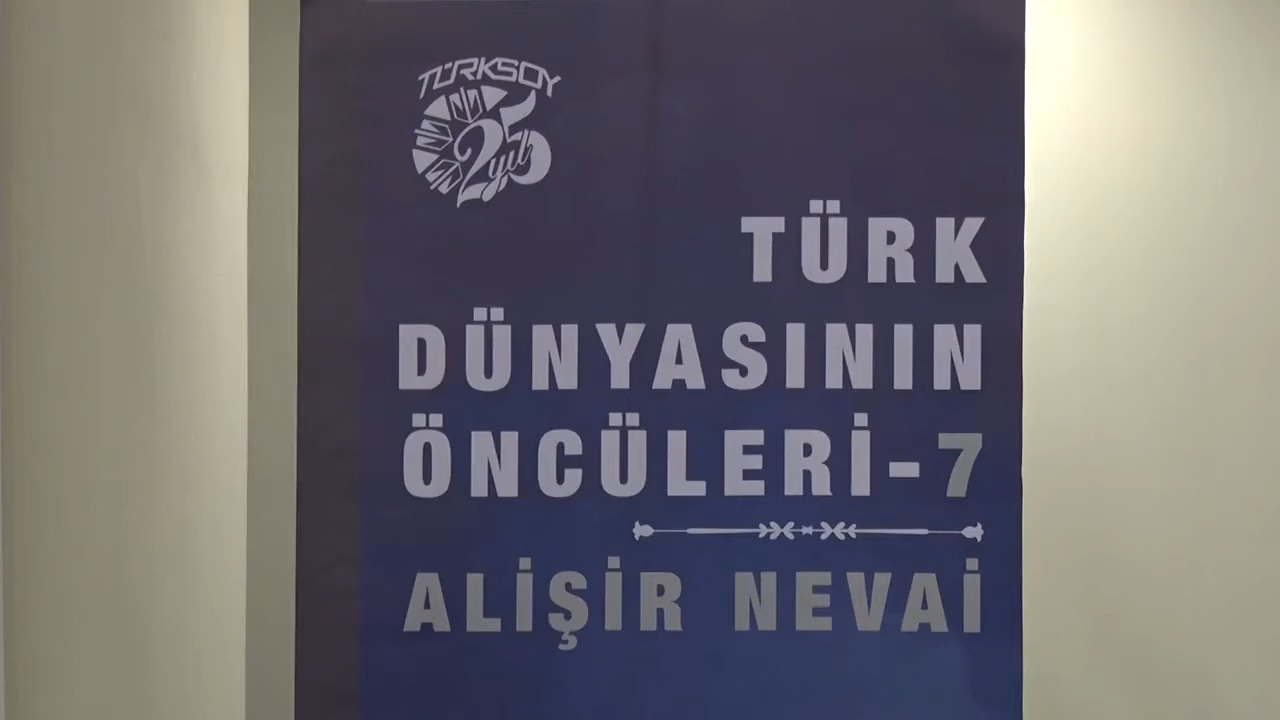 TÜRKSOY
25
yıl
TÜRK
DÜNYASININ
ÖNCÜLERİ-7
ALİŞİR NEVAİ